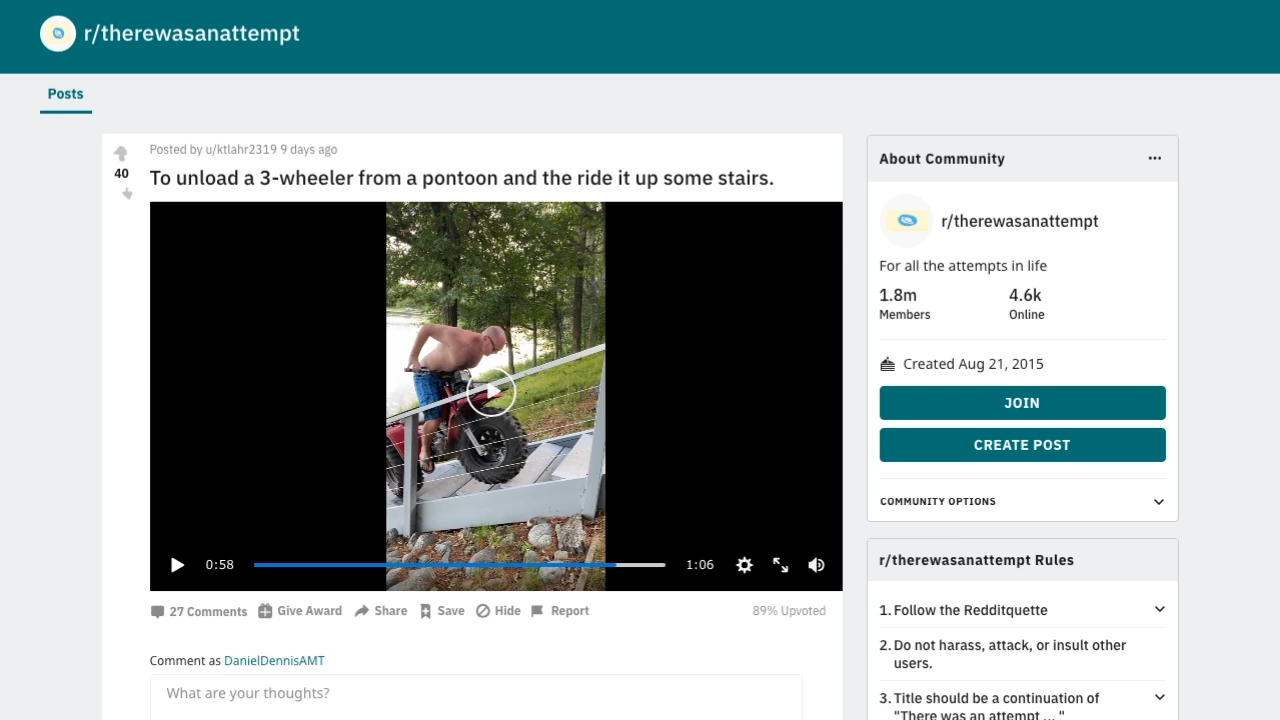 r/therewasanattempt
Posts
Posted by u/ktlahr2319 9 days ago
40
To unload a 3-wheeler from a pontoon and the ride it up some stairs.
0:58
1:06
27 Comments
Give Award
Share
Save
Hide
Report
89% Upvoted
Comment as DanielDennisAMT
What are your thoughts?
About Community
r/therewasanattempt
For all the attempts in life
1.8m
4.6k
Members
Online
Created Aug 21, 2015
JOIN
CREATE POST
COMMUNITY OPTIONS
r/therewasanattempt Rules
1. Follow the Redditquette
2. Do not harass, attack, or insult other
users.
3. Title should be a continuation of
"There was an attempt ... "